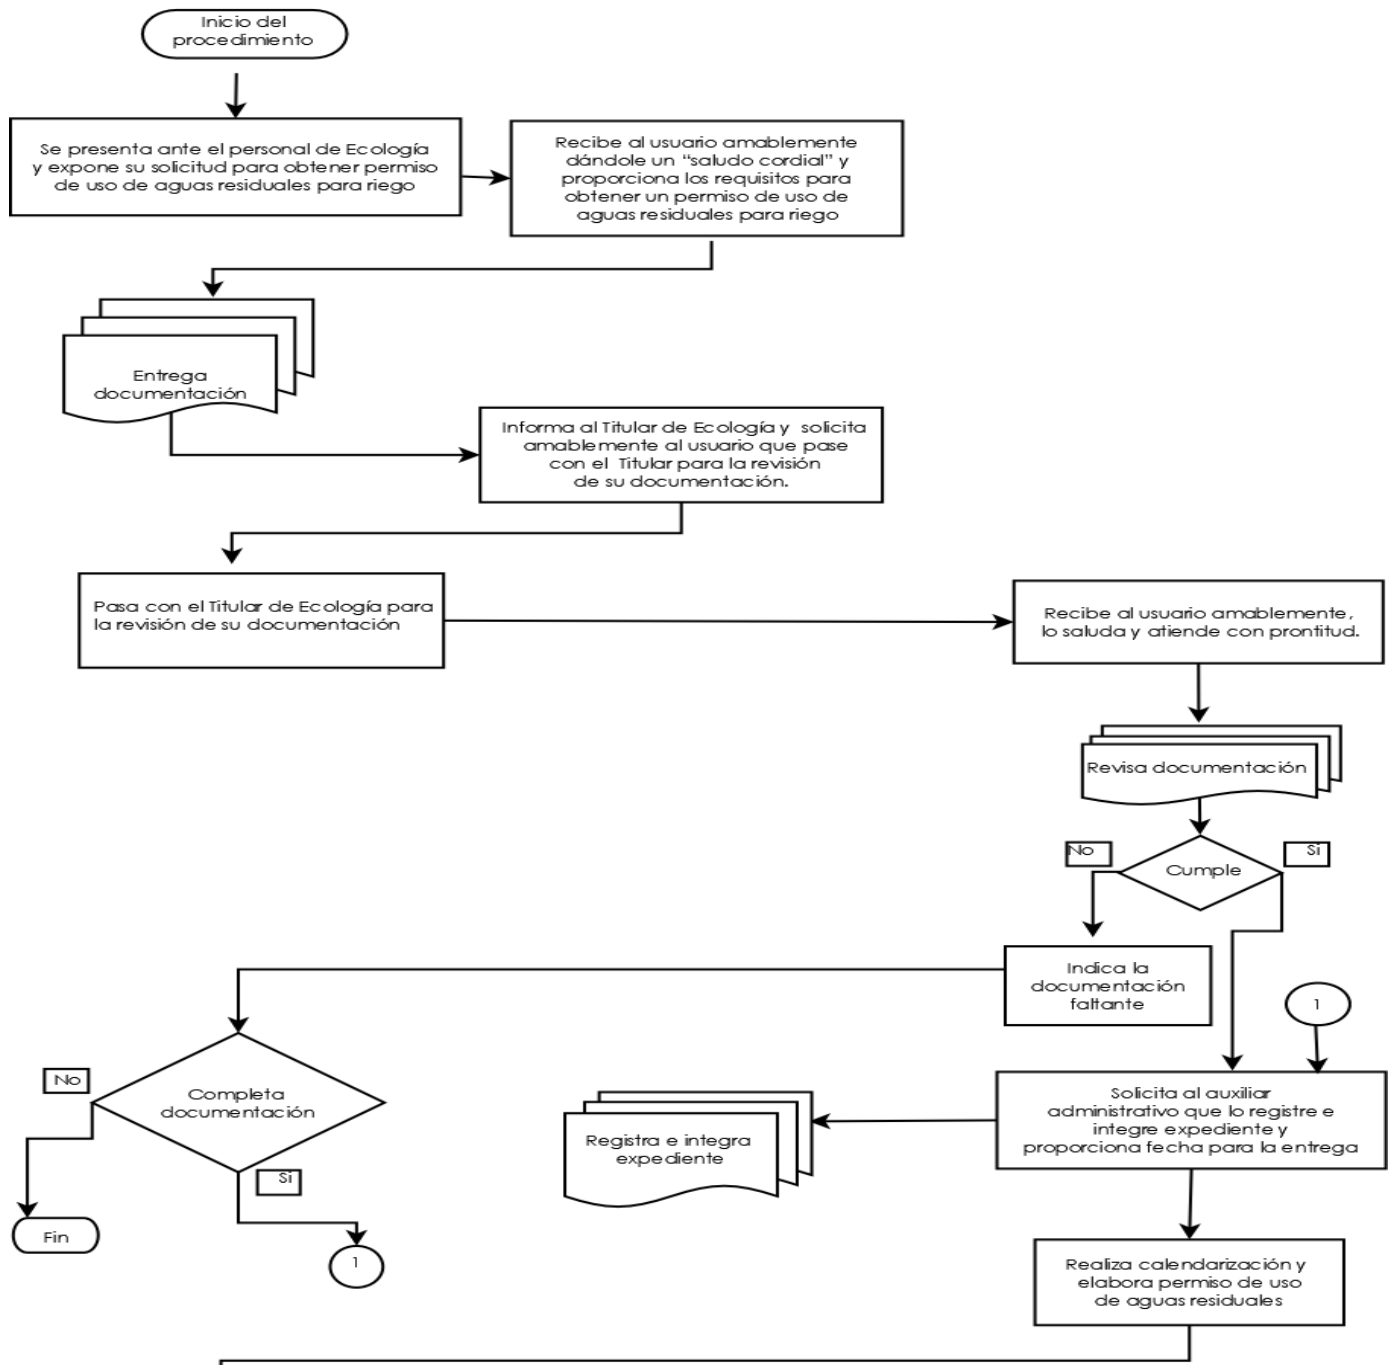 Inicio del
procedimiento
Se presenta ante el personal de Ecología
y expone su solicitud para obtener permiso
de uso de aguas residuales para riego
Recibe al usuario amablemente
dándole un “saludo cordial” y
proporciona los requisitos para
obtener un permiso de uso de
aguas residuales para riego
Entrega
documentación
Informa al Titular de Ecología y solicita
amablemente al usuario que pase
con el Titular para la revisión
de su documentación.
Pasa con el Titular de Ecología para
la revisión de su documentación
Recibe al usuario amablemente,
lo saluda y atiende con prontitud.
Revisa documentación
No
Si
Cumple
Indica la
documentación
faltante
1
No
Completa
documentación
Si
Fin
1
Registra e integra
expediente
Solicita al auxiliar
administrativo que lo registre e
integre expediente y
proporciona fecha para la entrega
Realiza calendarización y
elabora permiso de uso
de aguas residuales